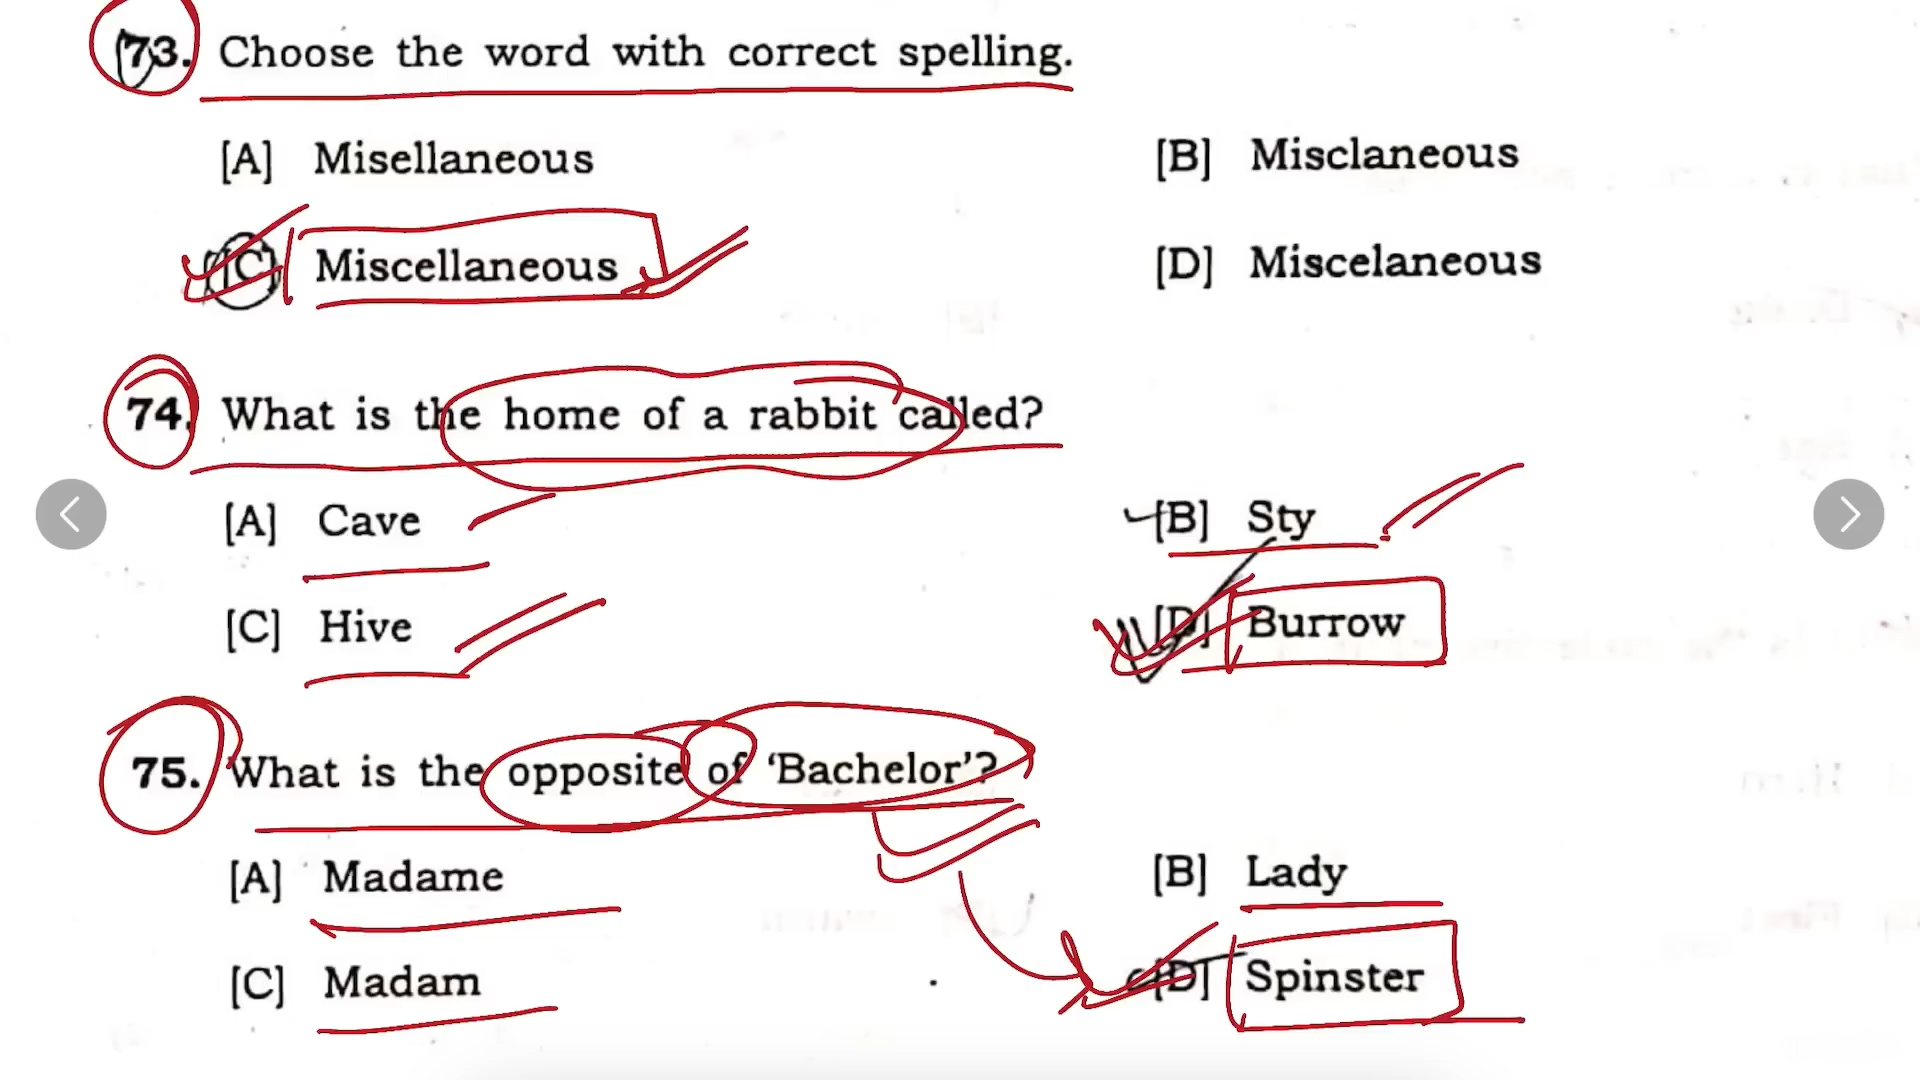 73. Choose the word with correct spelling.
[A] Misellaneous
[B] Misclaneous
[C] Miscellaneous
[D] Miscelaneous
74. What is the home of a rabbit called?
[A] Cave
[B] Sty
[C] Hive
[D] Burrow
75. What is the opposite of ‘Bachelor’?
[A] Madame
[B] Lady
[C] Madam
[D] Spinster